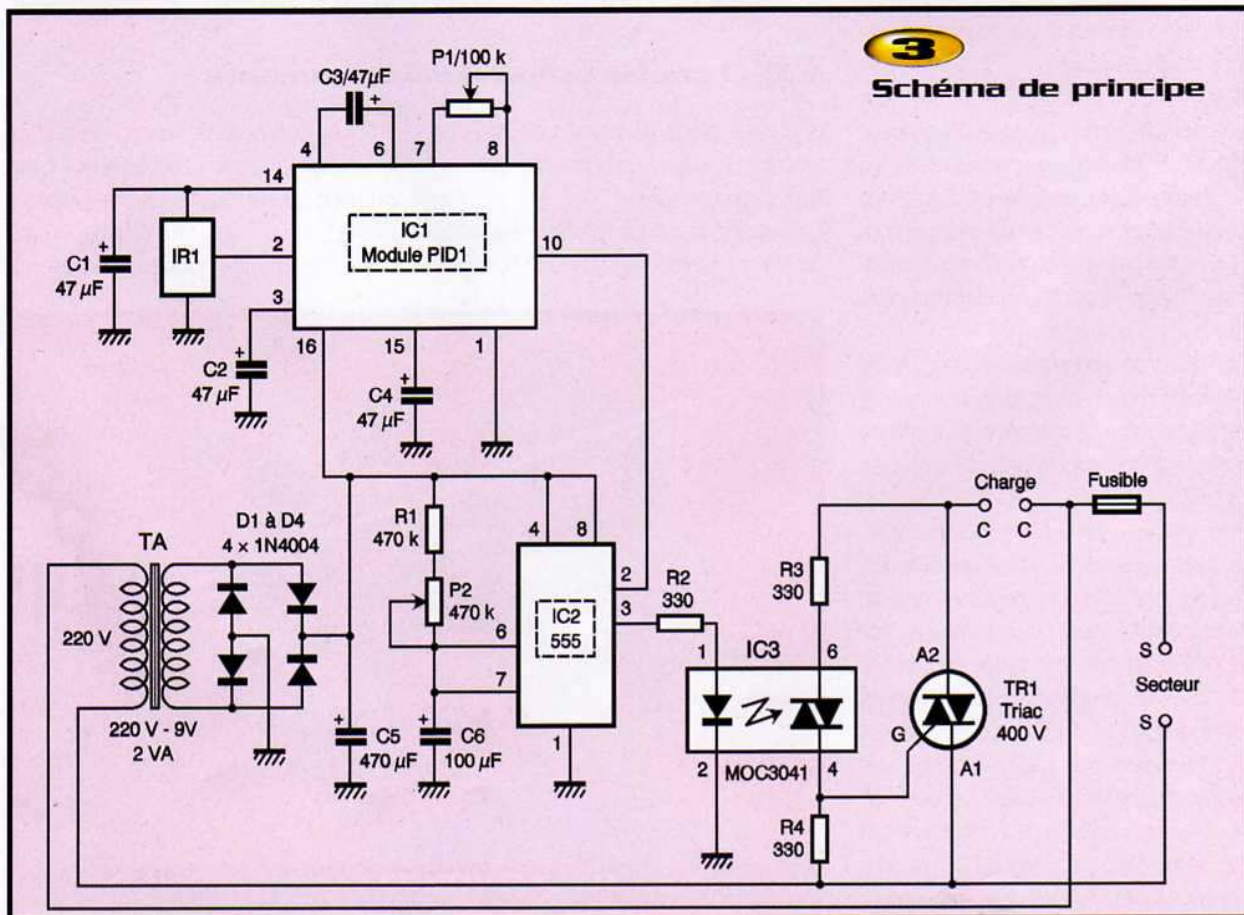 3
Schéma de principe
C3/47µF
+
P1/100 k
4
6
7
8
14
IC1
Module PID1
10
+
C1
47 µF
IR1
2
3
+
C2
47 µF
16
15
1
+
C4
47 µF
TA
D1 à D4
4 × 1N4004
220 V
220 V - 9V
2 VA
R1
470 k
P2
470 k
4
8
2
3
6
7
IC2
555
1
+
C5
470 µF
+
C6
100 µF
R2
330
R3
330
1
IC3
6
2
MOC3041
4
R4
330
Charge
C
C
Fusible
A2
G
A1
TR1
Triac
400 V
S
Secteur
S